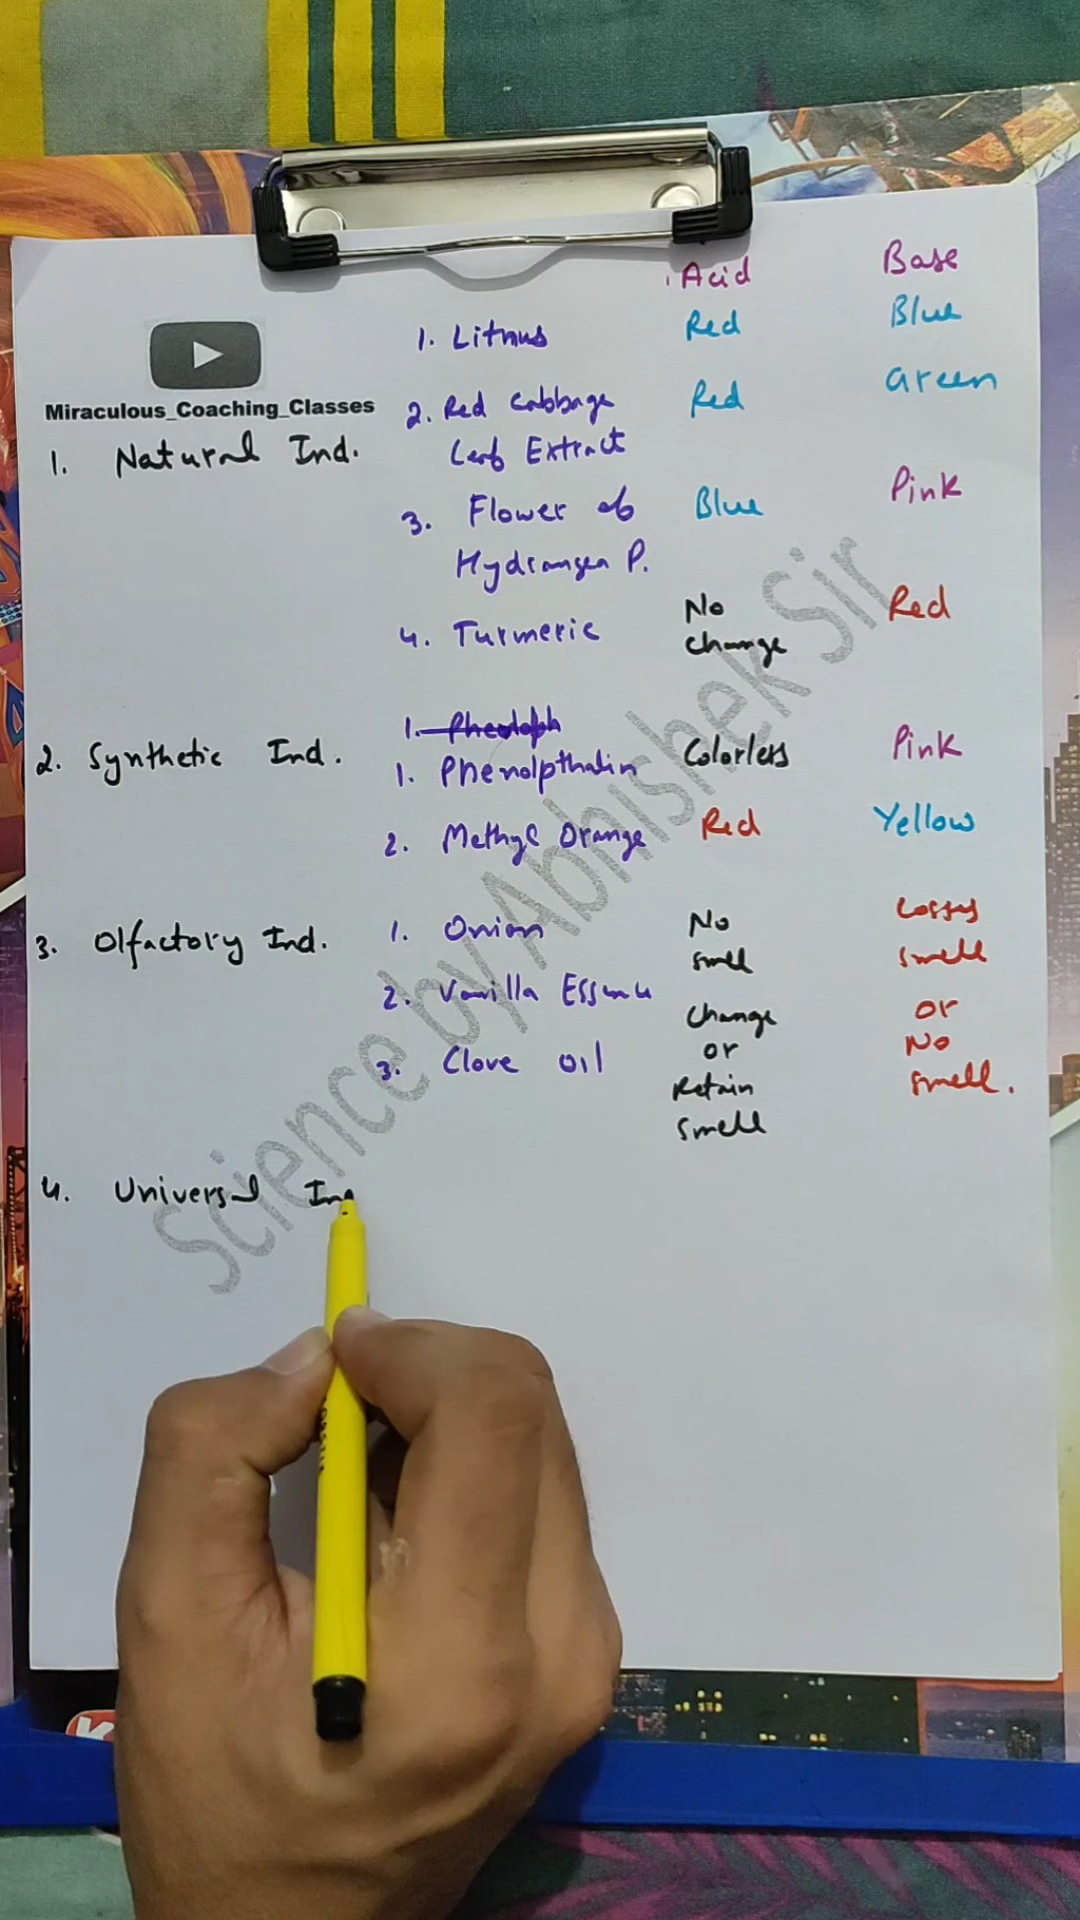 Acid Base
1. Litmus Red Blue
Miraculous_Coaching_Classes
2. Red Cabbage Red Green
Leaf Extract
1. Natural Ind.
3. Flower of Blue Pink
Hydrangea P.
4. Turmeric No Red
change
1. Pheolph
2. Synthetic Ind.
1. Phenolpthalin Colorless Pink
2. Methyl Orange Red Yellow
3. Olfactory Ind.
1. Onion No
smell smell
2. Vanilla Essence change or
3. Clove oil or No
Retain smell.
smell
4. Universal In
Science by Abhishek Sir